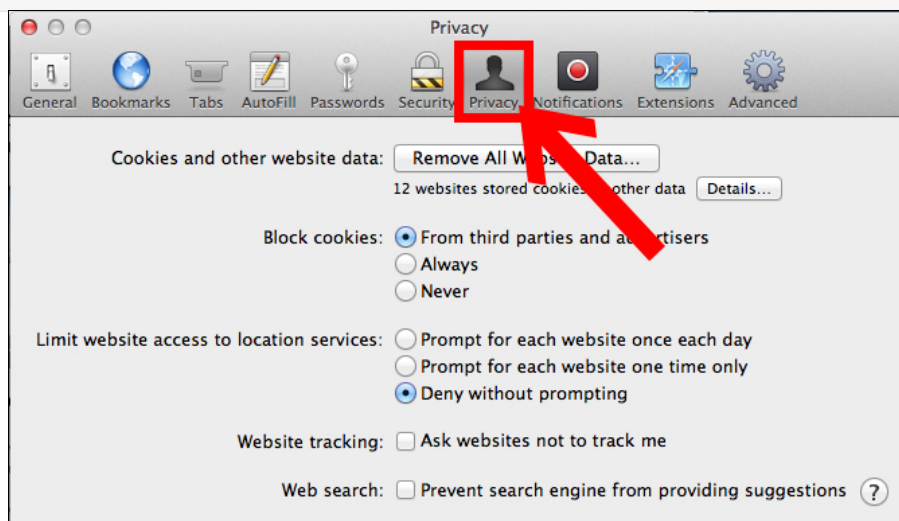 Privacy
General Bookmarks Tabs AutoFill Passwords Security Privacy Notifications Extensions Advanced
Cookies and other website data: Remove All Data...
12 websites stored cookies other data Details...
Block cookies: From third parties and advertisers
Always
Never
Limit website access to location services: Prompt for each website once each day
Prompt for each website one time only
Deny without prompting
Website tracking: Ask websites not to track me
Web search: Prevent search engine from providing suggestions ?